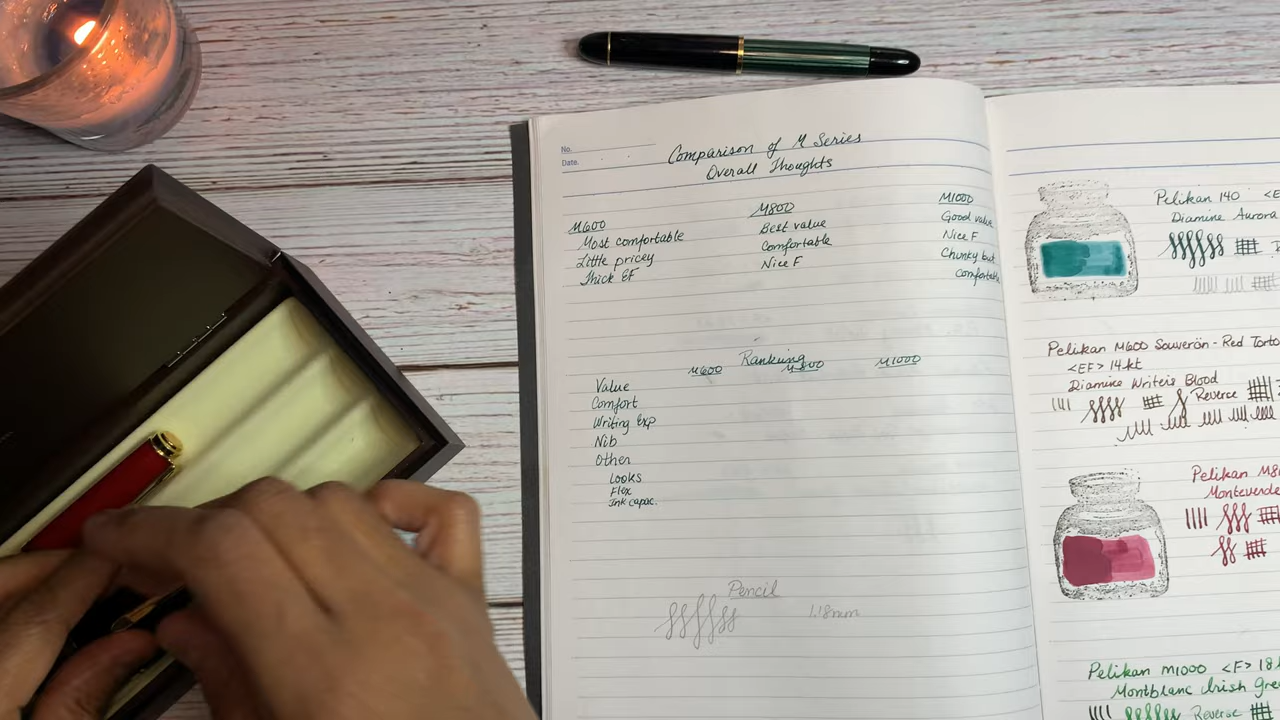 No.
Date.
Comparison of M Series
Overall Thoughts
M600
Most comfortable
Little pricey
Thick EF
M800
Best value
Comfortable
Nice F
M1000
Good value
Nice F
Chunky but
comfortable
Ranking
M600 M800 M1000
Value
Comfort
Writing Exp
Nib
Other
Looks
Flex
Ink capac.
Pencil
1.18mm
Pelikan 140 <E
Diamine Aurora
Pelikan M600 Souverän - Red Torto
<EF> 14kt
Diamine Writer's Blood
Reverse
Pelikan M8
Monteverde
Pelikan M1000 <F> 18
Montblanc Irish Gre
Reverse